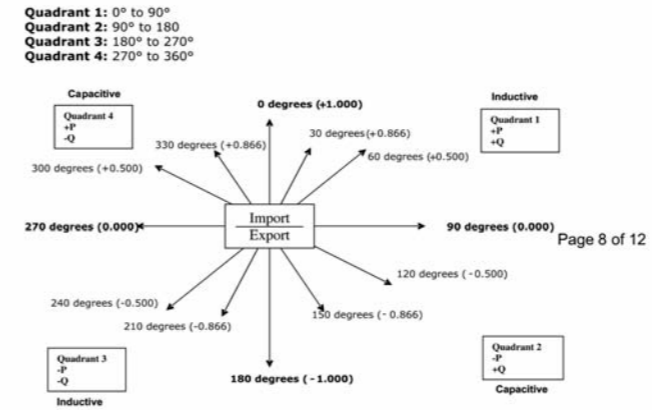 Quadrant 1: 0° to 90°
Quadrant 2: 90° to 180
Quadrant 3: 180° to 270°
Quadrant 4: 270° to 360°
Capacitive
Quadrant 4
+P
-Q
0 degrees (+1.000)
Inductive
Quadrant 1
+P
+Q
330 degrees (+0.866)
30 degrees(+0.866)
60 degrees (+0.500)
300 degrees (+0.500)
Import
Export
270 degrees (0.000)
90 degrees (0.000)
Page 8 of 12
120 degrees (-0.500)
240 degrees (-0.500)
210 degrees (-0.866)
150 degrees (- 0.866)
Quadrant 3
-P
-Q
Inductive
180 degrees (-1.000)
Quadrant 2
-P
+Q
Capacitive